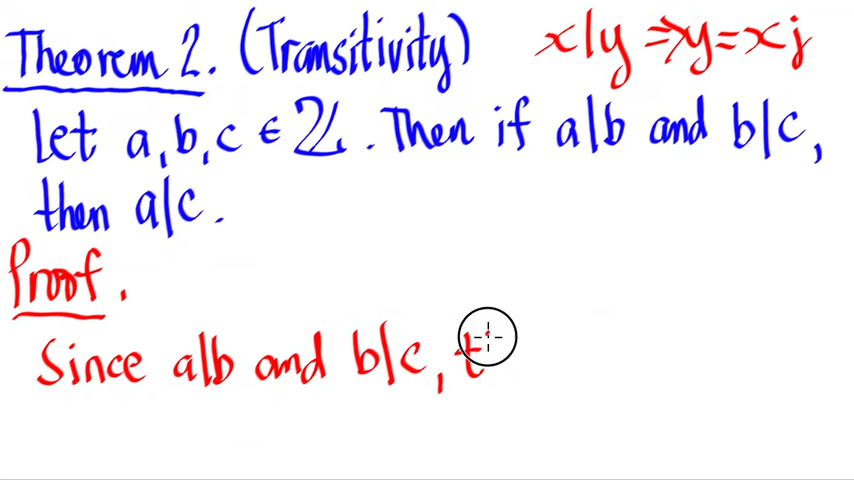 Theorem 2. (Transitivity) x|y ⇒ y = xj
Let a, b, c ∈ ℤ. Then if a|b and b|c,
then a|c.
Proof.
Since a|b and b|c, t